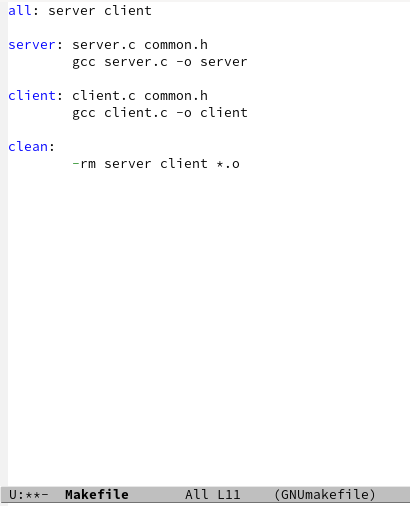 all: server client
server: server.c common.h
gcc server.c -o server
client: client.c common.h
gcc client.c -o client
clean:
-rm server client *.o
U:**-  Makefile       All L11    (GNUmakefile)